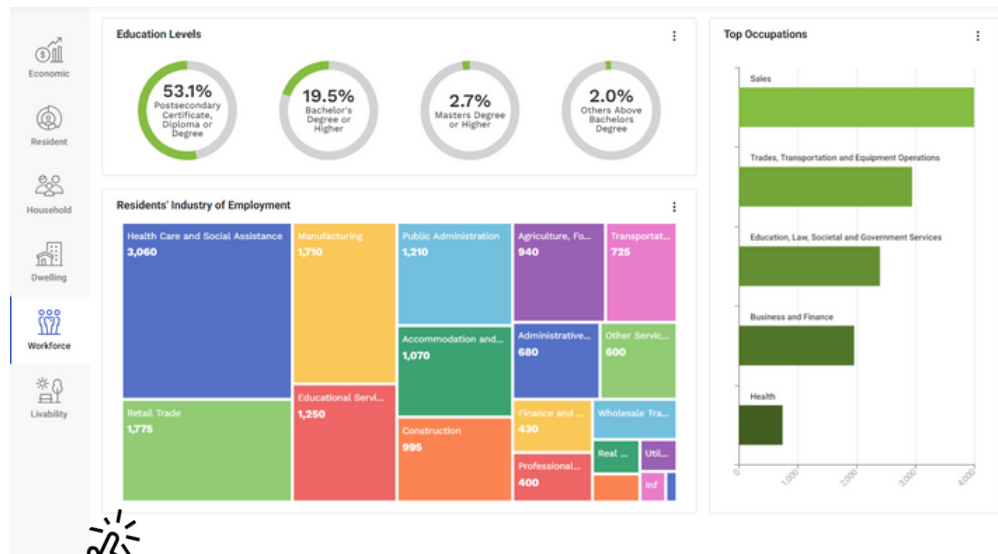 Economic
Resident
Household
Dwelling
Workforce
Livability
Education Levels
53.1%
Postsecondary
Certificate,
Diploma or
Degree
19.5%
Bachelor's
Degree or
Higher
2.7%
Masters Degree
or Higher
2.0%
Others Above
Bachelors
Degree
Residents' Industry of Employment
Health Care and Social Assistance
3,060
Retail Trade
1,775
Manufacturing
1,710
Educational Servi...
1,250
Public Administration
1,210
Accommodation and...
1,070
Construction
995
Agriculture, Fo...
940
Transportat...
725
Administrative...
680
Other Servic...
600
Finance and ...
430
Professional...
400
Wholesale Tra...
Real ...
Util...
Inf
Top Occupations
Sales
Trades, Transportation and Equipment Operations
Education, Law, Societal and Government Services
Business and Finance
Health
0
1,000
2,000
3,000
4,000